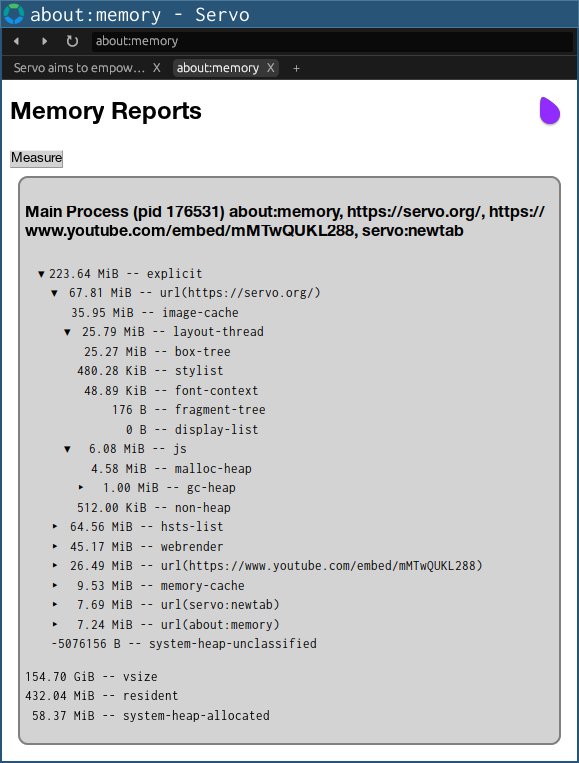 about:memory - Servo
about:memory
Servo aims to empow... X about:memory X +
Memory Reports
Measure
Main Process (pid 176531) about:memory, https://servo.org/, https://
www.youtube.com/embed/mMTwQUKL288, servo:newtab
▼ 223.64 MiB -- explicit
▼ 67.81 MiB -- url(https://servo.org/)
35.95 MiB -- image-cache
▼ 25.79 MiB -- layout-thread
25.27 MiB -- box-tree
480.28 KiB -- stylist
48.89 KiB -- font-context
176 B -- fragment-tree
0 B -- display-list
▼ 6.08 MiB -- js
4.58 MiB -- malloc-heap
▸ 1.00 MiB -- gc-heap
512.00 KiB -- non-heap
▸ 64.56 MiB -- hsts-list
▸ 45.17 MiB -- webrender
▸ 26.49 MiB -- url(https://www.youtube.com/embed/mMTwQUKL288)
▸ 9.53 MiB -- memory-cache
▸ 7.69 MiB -- url(servo:newtab)
▸ 7.24 MiB -- url(about:memory)
-5076156 B -- system-heap-unclassified
154.70 GiB -- vsize
432.04 MiB -- resident
58.37 MiB -- system-heap-allocated